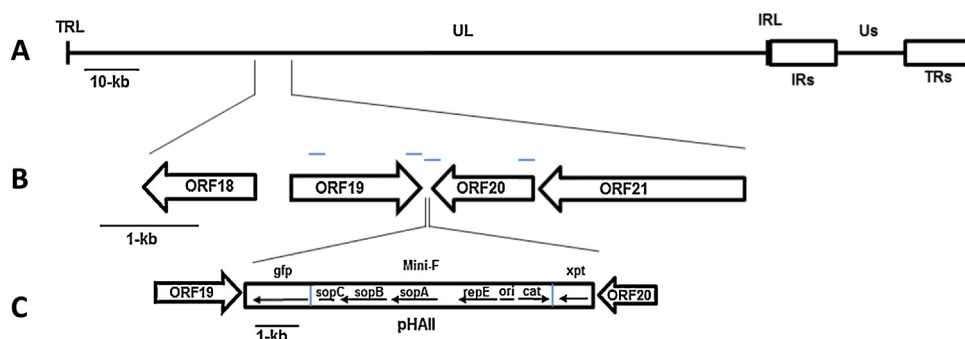 A
TRL
UL
IRL
Us
10-kb
IRs
TRs
B
ORF18
ORF19
ORF20
ORF21
1-kb
C
gfp
Mini-F
xpt
ORF19
sopC
sopB
sopA
repE
ori
cat
ORF20
1-kb
pHAII